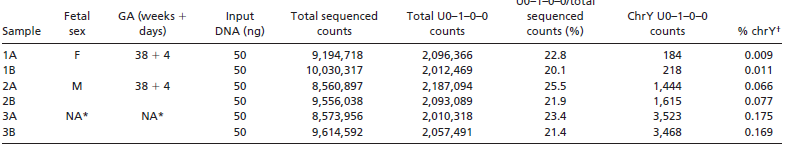 U0–1–0–0/total
Fetal GA (weeks + Input Total sequenced Total U0–1–0–0 sequenced ChrY U0–1–0–0
Sample sex days) DNA (ng) counts counts counts (%) counts % chrY†
1A F 38 + 4 50 9,194,718 2,096,366 22.8 184 0.009
1B 50 10,030,317 2,012,469 20.1 218 0.011
2A M 38 + 4 50 8,560,897 2,187,094 25.5 1,444 0.066
2B 50 9,556,038 2,093,089 21.9 1,615 0.077
3A NA* NA* 50 8,573,956 2,010,318 23.4 3,523 0.175
3B 50 9,614,592 2,057,491 21.4 3,468 0.169